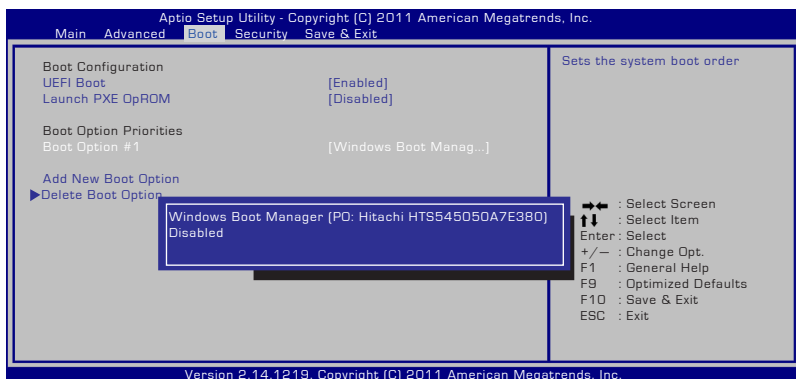 Aptio Setup Utility - Copyright (C) 2011 American Megatrends, Inc.
Main Advanced Boot Security Save & Exit
Boot Configuration
UEFI Boot [Enabled]
Launch PXE OpROM [Disabled]
Boot Option Priorities
Boot Option #1 [Windows Boot Manag...]
Add New Boot Option
Delete Boot Option
Windows Boot Manager (PO: Hitachi HTS545050A7E380)
Disabled
Sets the system boot order
: Select Screen
: Select Item
Enter : Select
+/— : Change Opt.
F1 : General Help
F9 : Optimized Defaults
F10 : Save & Exit
ESC : Exit
Version 2.14.1219. Copyright (C) 2011 American Megatrends, Inc.